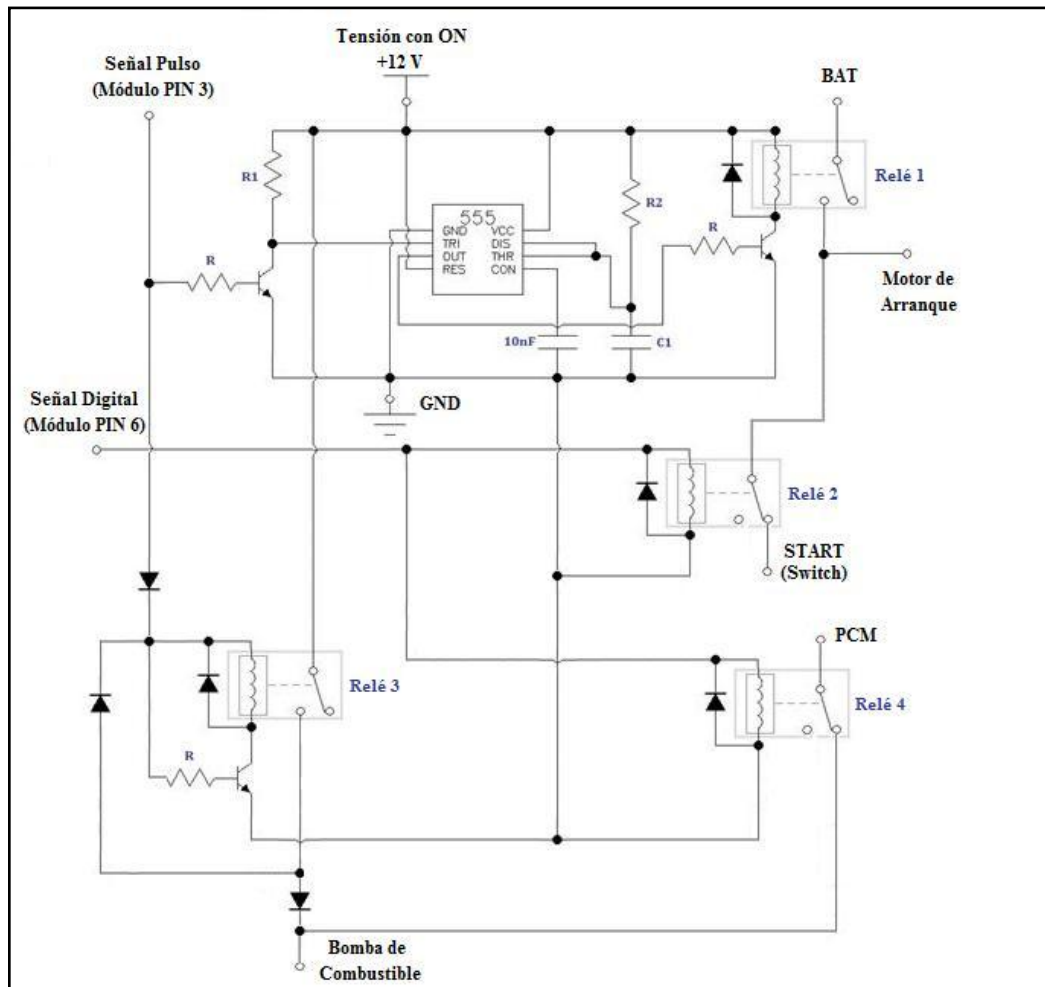 Tensión con ON
+12 V
Señal Pulso
(Módulo PIN 3)
BAT
R1
555
GND
VCC
TRI
DIS
OUT
THR
RES
CON
R2
R
Relé 1
R
Motor de
Arranque
10nF
C1
GND
Señal Digital
(Módulo PIN 6)
Relé 2
START
(Switch)
PCM
Relé 3
Relé 4
R
Bomba de
Combustible